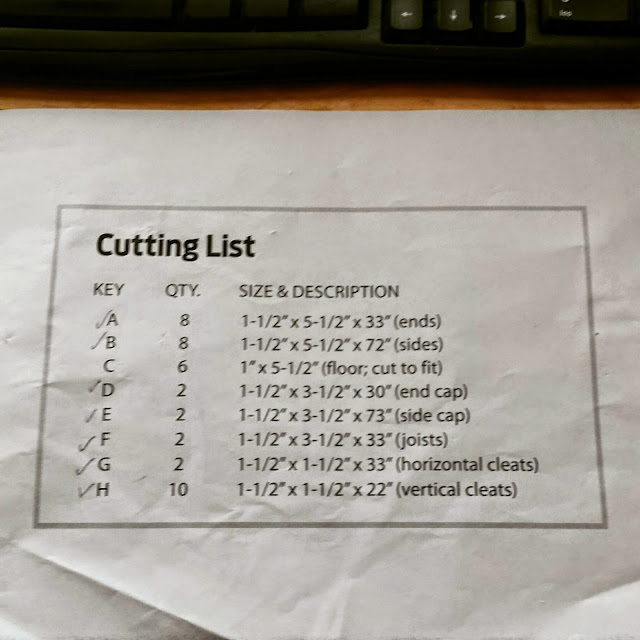 ←
↓
→
Ins
Cutting List
KEY QTY. SIZE & DESCRIPTION
A 8 1-1/2" x 5-1/2" x 33" (ends)
B 8 1-1/2" x 5-1/2" x 72" (sides)
C 6 1" x 5-1/2" (floor; cut to fit)
D 2 1-1/2" x 3-1/2" x 30" (end cap)
E 2 1-1/2" x 3-1/2" x 73" (side cap)
F 2 1-1/2" x 3-1/2" x 33" (joists)
G 2 1-1/2" x 1-1/2" x 33" (horizontal cleats)
H 10 1-1/2" x 1-1/2" x 22" (vertical cleats)